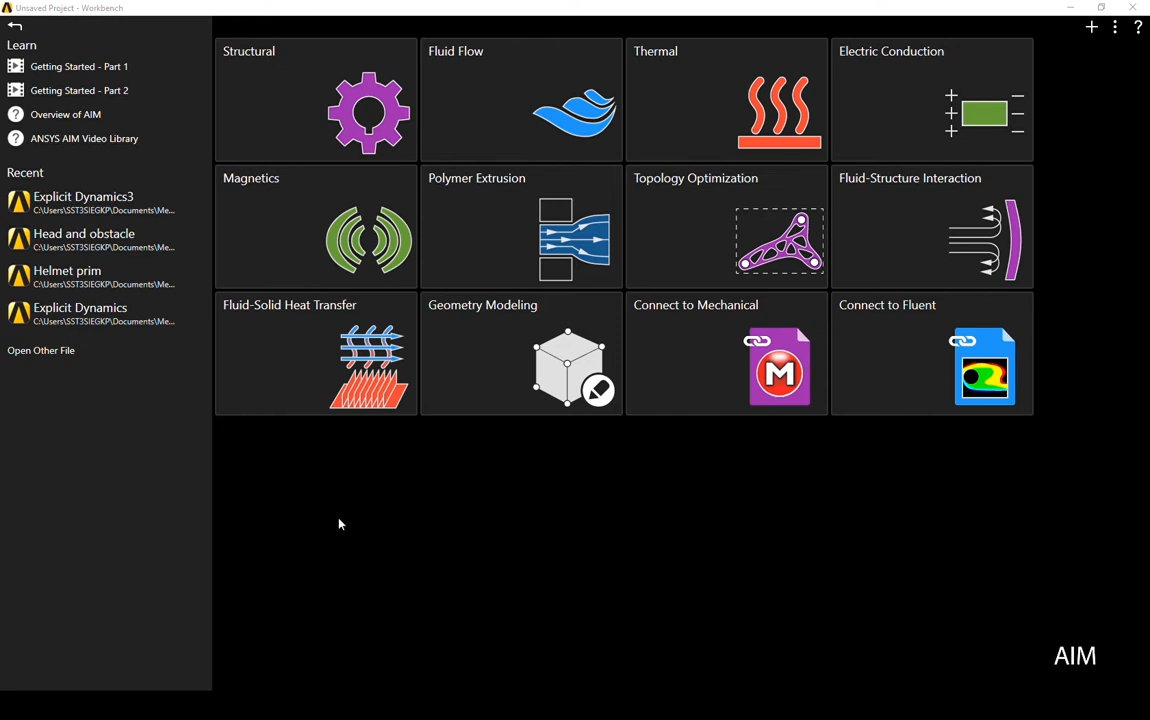 Unsaved Project - Workbench
Learn
Getting Started - Part 1
Getting Started - Part 2
Overview of AIM
ANSYS AIM Video Library
Recent
Explicit Dynamics3
C:\Users\SST3SIEGKP\Documents\Me...
Head and obstacle
C:\Users\SST3SIEGKP\Documents\Me...
Helmet prim
C:\Users\SST3SIEGKP\Documents\Me...
Explicit Dynamics
C:\Users\SST3SIEGKP\Documents\Me...
Open Other File
Structural
Fluid Flow
Thermal
Electric Conduction
Magnetics
Polymer Extrusion
Topology Optimization
Fluid-Structure Interaction
Fluid-Solid Heat Transfer
Geometry Modeling
Connect to Mechanical
M
Connect to Fluent
AIM